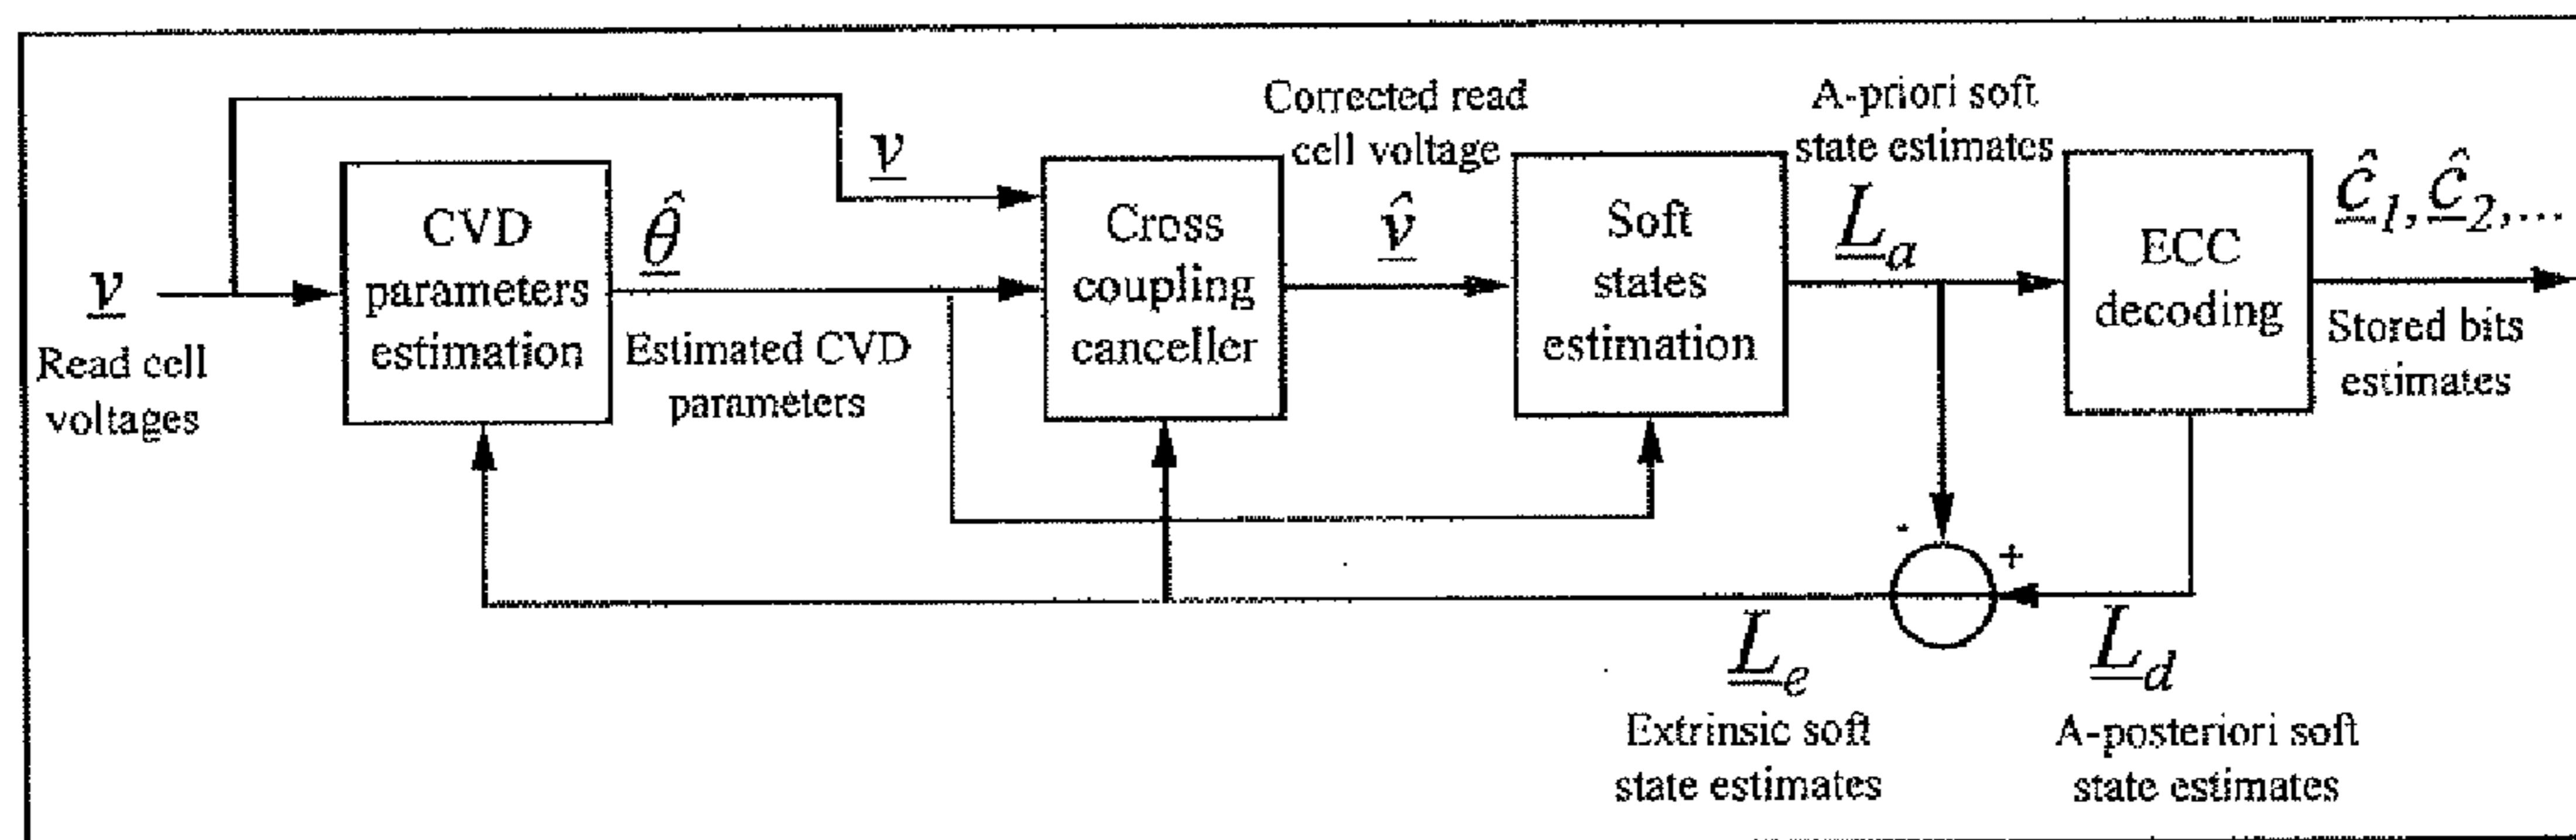 v
Read cell
voltages
CVD
parameters
estimation
θ̂
Estimated CVD
parameters
v
Cross
coupling
canceller
Corrected read
cell voltage
v̂
Soft
states
estimation
A-priori soft
state estimates
L_a
ECC
decoding
ĉ_1, ĉ_2,...
Stored bits
estimates
-
+
L_e
Extrinsic soft
state estimates
L_d
A-posteriori soft
state estimates